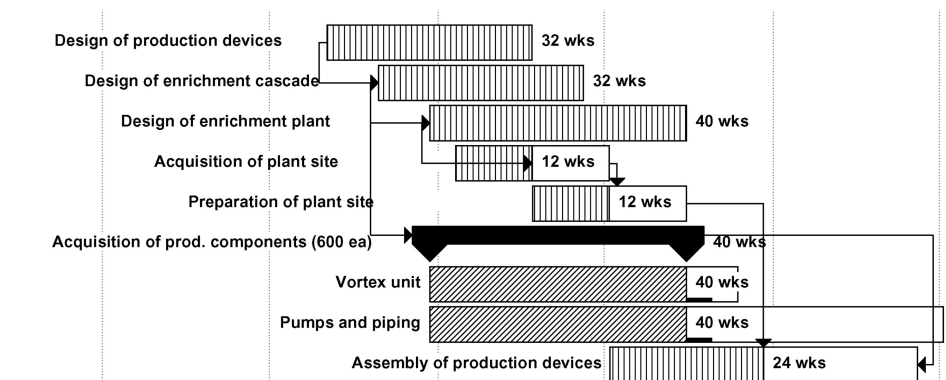 Design of production devices 32 wks
Design of enrichment cascade 32 wks
Design of enrichment plant 40 wks
Acquisition of plant site 12 wks
Preparation of plant site 12 wks
Acquisition of prod. components (600 ea) 40 wks
Vortex unit 40 wks
Pumps and piping 40 wks
Assembly of production devices 24 wks